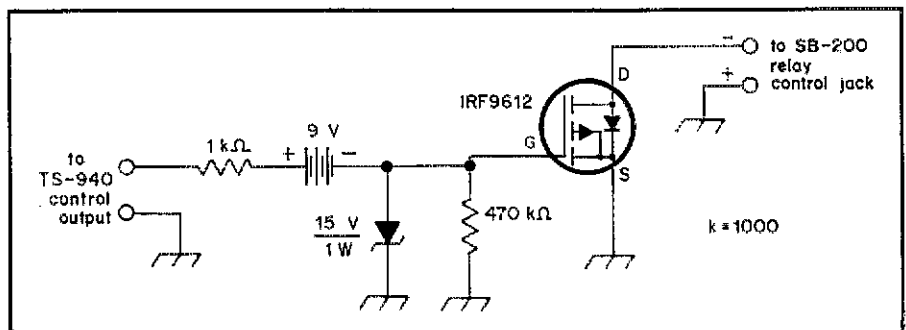 to SB-200
relay
control jack
-
+
D
IRF9612
G
S
9 V
1 kΩ
+
-
to
TS-940
control
output
15 V
1 W
470 kΩ
k = 1000